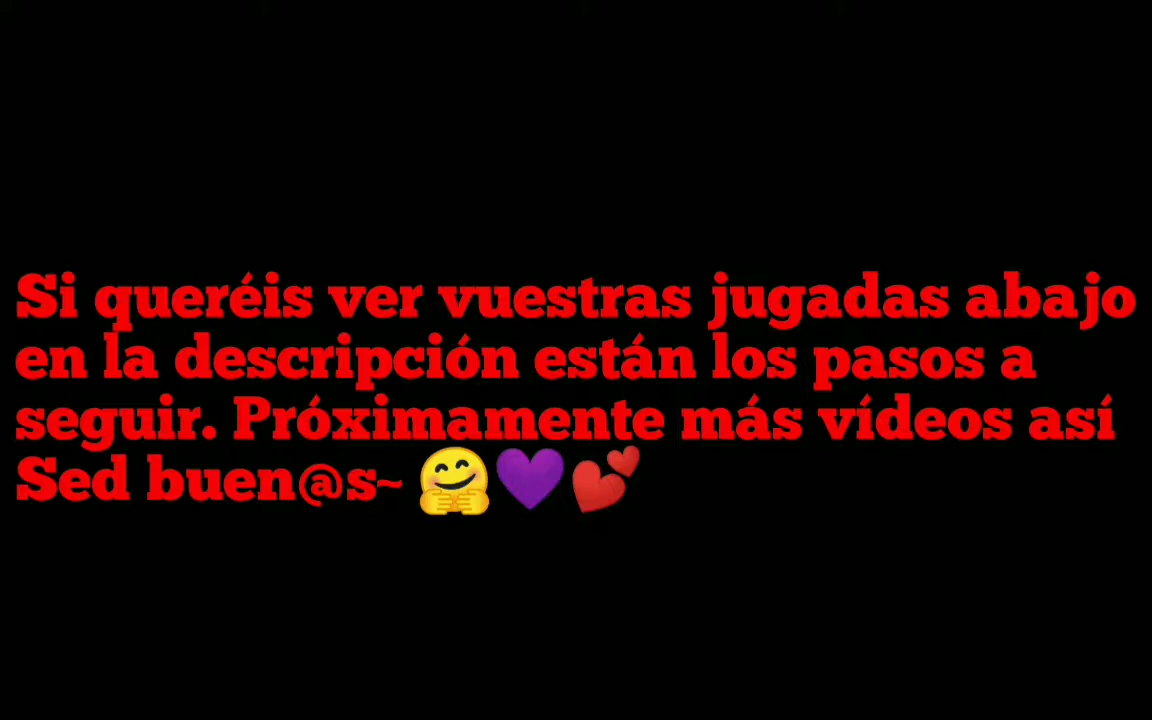 Si queréis ver vuestras jugadas abajo
en la descripción están los pasos a
seguir. Próximamente más vídeos así
Sed buen@s~ 🤗💜💕